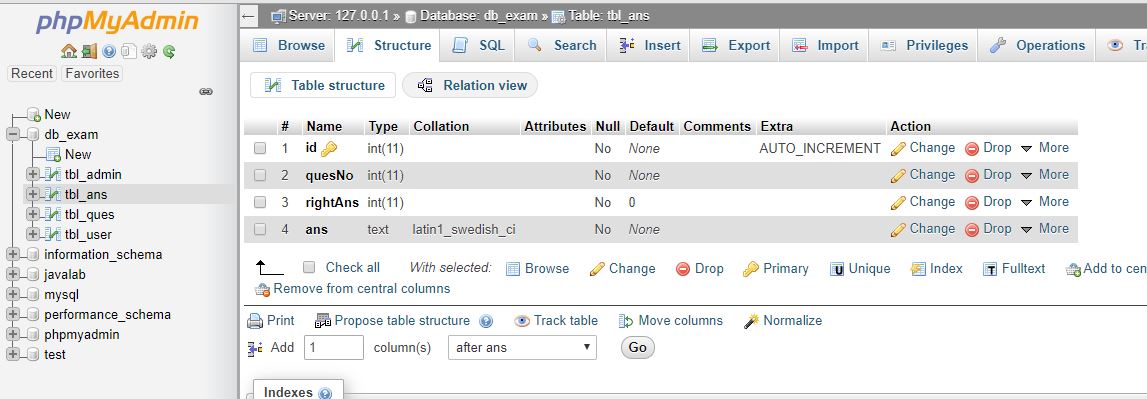 phpMyAdmin
Recent Favorites
New
db_exam
New
tbl_admin
tbl_ans
tbl_ques
tbl_user
information_schema
javalab
mysql
performance_schema
phpmyadmin
test
Server: 127.0.0.1 » Database: db_exam » Table: tbl_ans
Browse Structure SQL Search Insert Export Import Privileges Operations
Table structure Relation view
# Name Type Collation Attributes Null Default Comments Extra Action
1 id int(11) No None AUTO_INCREMENT Change Drop More
2 quesNo int(11) No None Change Drop More
3 rightAns int(11) No 0 Change Drop More
4 ans text latin1_swedish_ci No None Change Drop More
Check all With selected: Browse Change Drop Primary U Unique Index T Fulltext Add to cen
Remove from central columns
Print Propose table structure Track table Move columns Normalize
Add 1 column(s) after ans Go
Indexes